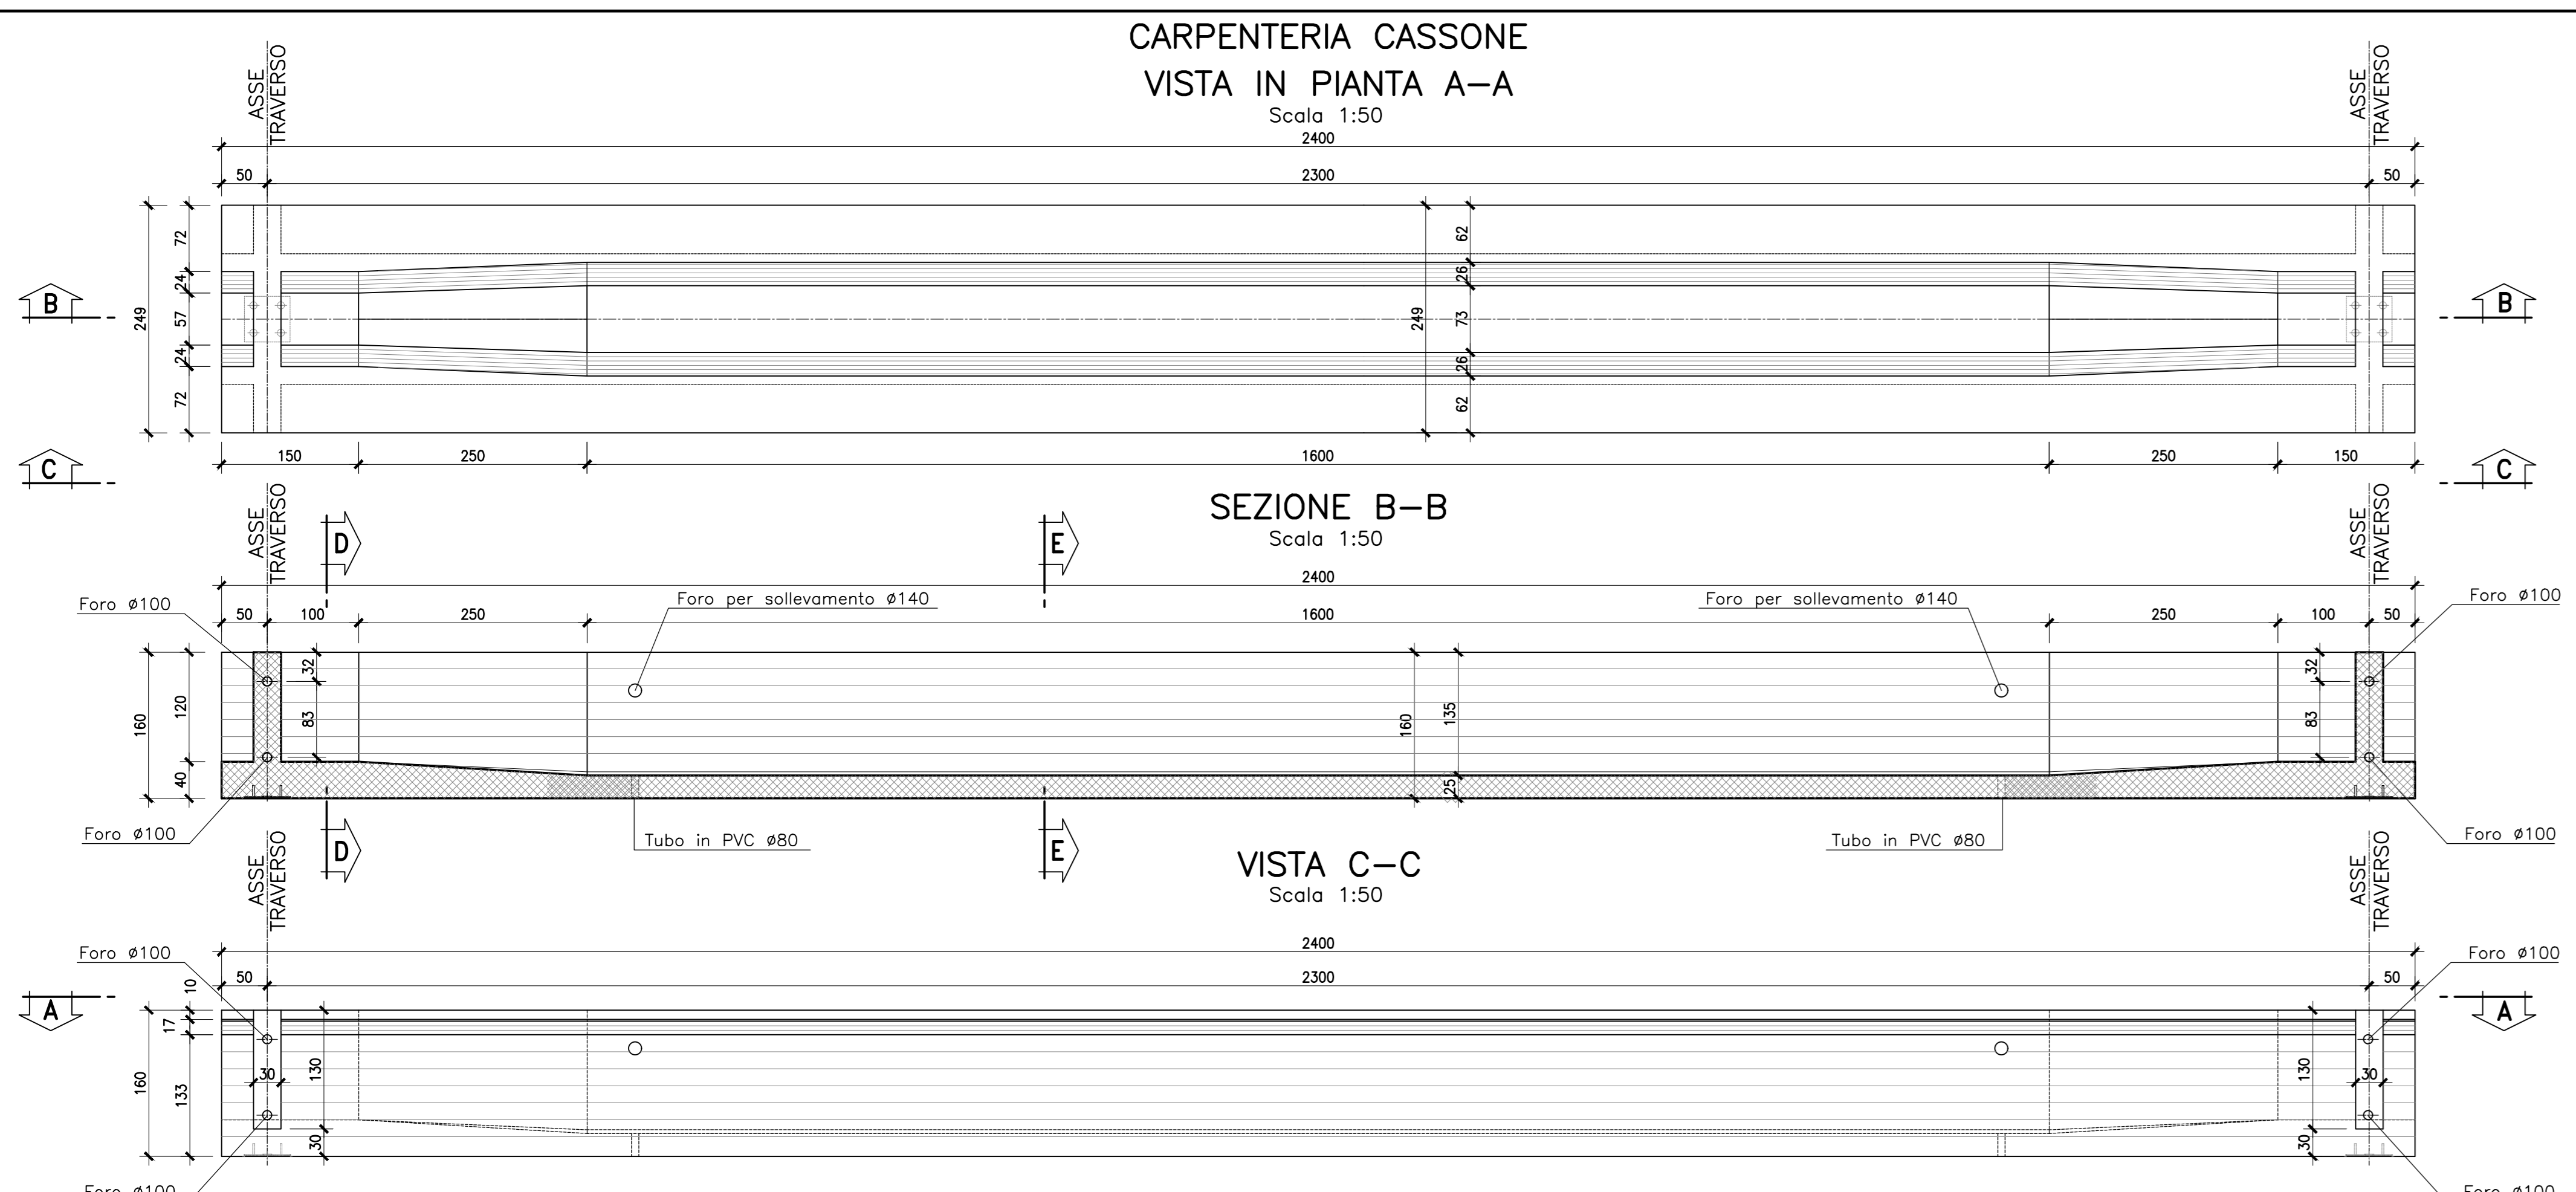 CARPENTERIA CASSONE
VISTA IN PIANTA A–A
Scala 1:50
ASSE
TRAVERSO
ASSE
TRAVERSO
2400
50
2300
50
72
24
57
24
72
249
249
62
26
73
26
62
B
B
150
250
1600
250
150
C
C
SEZIONE B–B
Scala 1:50
ASSE
TRAVERSO
ASSE
TRAVERSO
D
E
2400
Foro ø100
Foro per sollevamento ø140
Foro per sollevamento ø140
Foro ø100
50
100
250
1600
250
100
50
160
120
40
32
83
160
135
25
32
83
Foro ø100
Tubo in PVC ø80
Tubo in PVC ø80
Foro ø100
D
E
VISTA C–C
Scala 1:50
ASSE
TRAVERSO
ASSE
TRAVERSO
2400
Foro ø100
Foro ø100
50
2300
50
A
A
10
17
133
160
30
130
30
130
30
30
Foro ø100
Foro ø100